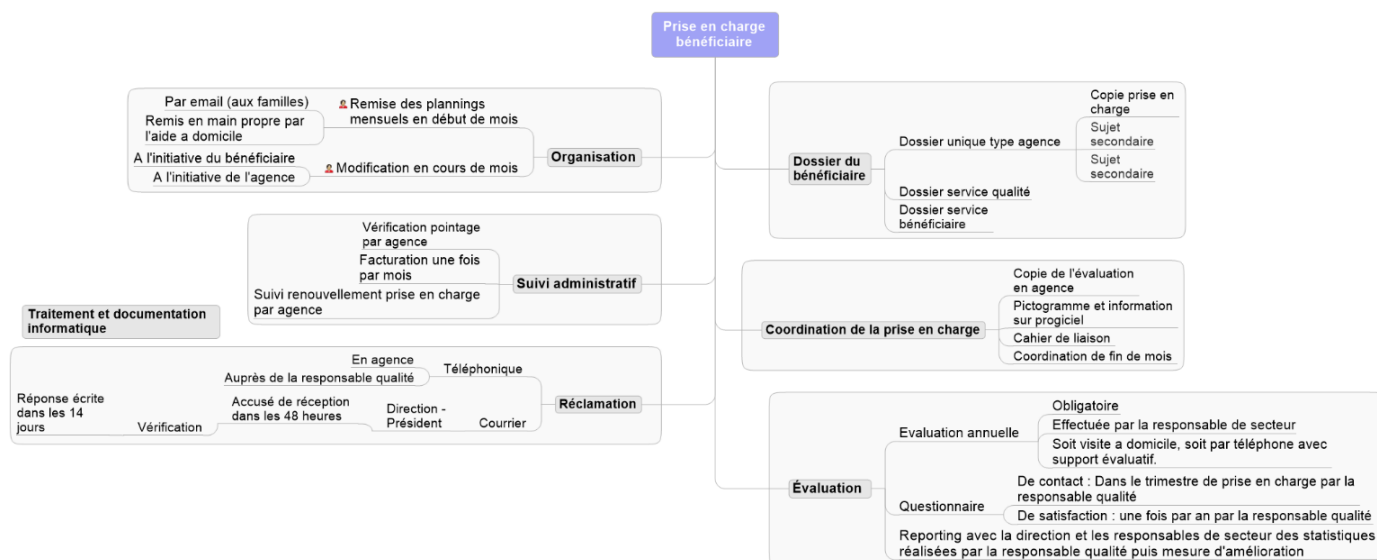 Prise en charge
bénéficiaire
Par email (aux familles)
Remis en main propre par
l'aide a domicile
Remise des plannings
mensuels en début de mois
A l'initiative du bénéficiaire
A l'initiative de l'agence
Modification en cours de mois
Organisation
Vérification pointage
par agence
Facturation une fois
par mois
Suivi renouvellement prise en charge
par agence
Suivi administratif
Traitement et documentation
informatique
En agence
Auprès de la responsable qualité
Téléphonique
Réponse écrite
dans les 14
jours
Vérification
Accusé de réception
dans les 48 heures
Direction -
Président
Courrier
Réclamation
Dossier du
bénéficiaire
Dossier unique type agence
Copie prise en
charge
Sujet
secondaire
Sujet
secondaire
Dossier service qualité
Dossier service
bénéficiaire
Coordination de la prise en charge
Copie de l'évaluation
en agence
Pictogramme et information
sur progiciel
Cahier de liaison
Coordination de fin de mois
Évaluation
Evaluation annuelle
Obligatoire
Effectuée par la responsable de secteur
Soit visite a domicile, soit par téléphone avec
support évaluatif.
Questionnaire
De contact : Dans le trimestre de prise en charge par la
responsable qualité
De satisfaction : une fois par an par la responsable qualité
Reporting avec la direction et les responsables de secteur des statistiques
réalisées par la responsable qualité puis mesure d'amélioration